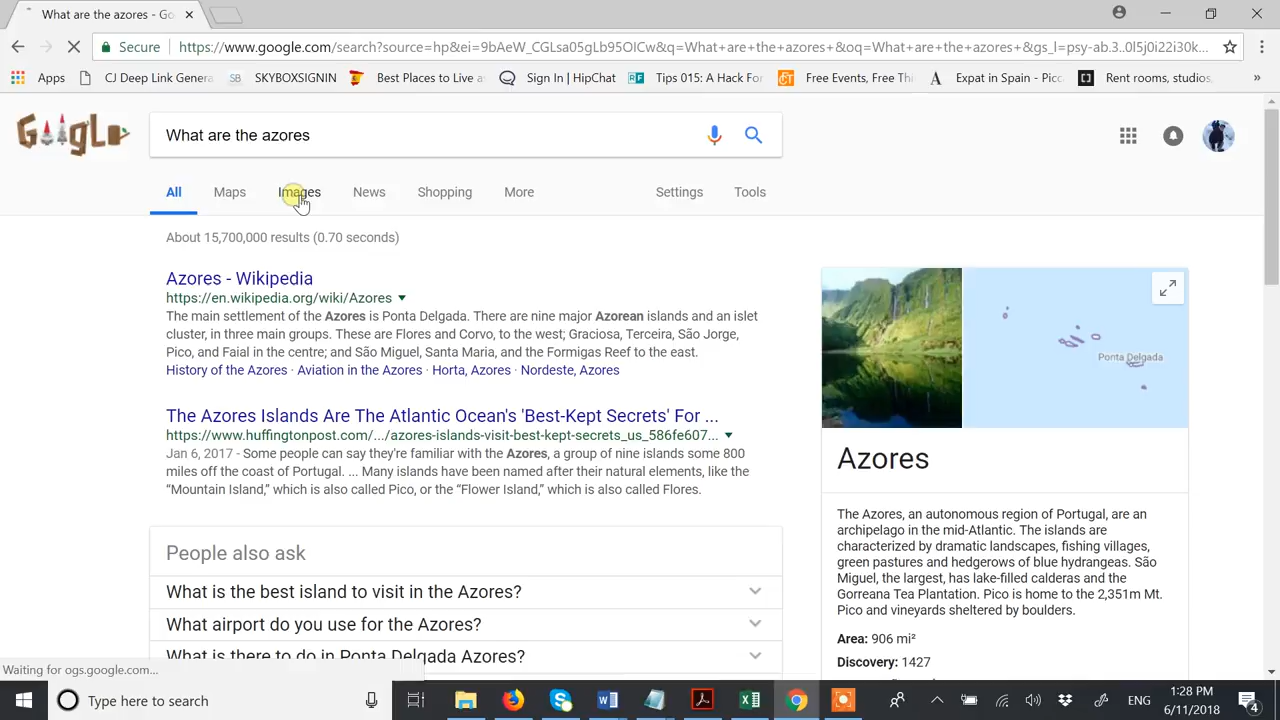 What are the azores - Go
Secure
https://www.google.com/search?source=hp&ei=9bAeW_CGLsa05gLb95OICw&q=What+are+the+azores+&oq=What+are+the+azores+&gs_l=psy-ab.3..0l5j0i22i30k...
Apps
CJ Deep Link Genera
SB SKYBOXSIGNIN
Best Places to Live a
Sign In | HipChat
RF Tips 015: A Hack Fo
Free Events, Free Th
A Expat in Spain - Pic
Rent rooms, studios,
»
What are the azores
All
Maps
Images
News
Shopping
More
Settings
Tools
About 15,700,000 results (0.70 seconds)
Azores - Wikipedia
https://en.wikipedia.org/wiki/Azores
The main settlement of the Azores is Ponta Delgada. There are nine major Azorean islands and an islet
cluster, in three main groups. These are Flores and Corvo, to the west; Graciosa, Terceira, São Jorge,
Pico, and Faial in the centre; and São Miguel, Santa Maria, and the Formigas Reef to the east.
History of the Azores · Aviation in the Azores · Horta, Azores · Nordeste, Azores
The Azores Islands Are The Atlantic Ocean's 'Best-Kept Secrets' For ...
https://www.huffingtonpost.com/.../azores-islands-visit-best-kept-secrets_us_586fe607...
Jan 6, 2017 - Some people can say they're familiar with the Azores, a group of nine islands some 800
miles off the coast of Portugal. ... Many islands have been named after their natural elements, like the
“Mountain Island,” which is also called Pico, or the “Flower Island,” which is also called Flores.
People also ask
What is the best island to visit in the Azores?
What airport do you use for the Azores?
What is there to do in Ponta Delgada Azores?
Ponta Delgada
Azores
The Azores, an autonomous region of Portugal, are an
archipelago in the mid-Atlantic. The islands are
characterized by dramatic landscapes, fishing villages,
green pastures and hedgerows of blue hydrangeas. São
Miguel, the largest, has lake-filled calderas and the
Gorreana Tea Plantation. Pico is home to the 2,351m Mt.
Pico and vineyards sheltered by boulders.
Area: 906 mi²
Discovery: 1427
Waiting for ogs.google.com...
Type here to search
ENG
1:28 PM
6/11/2018
4